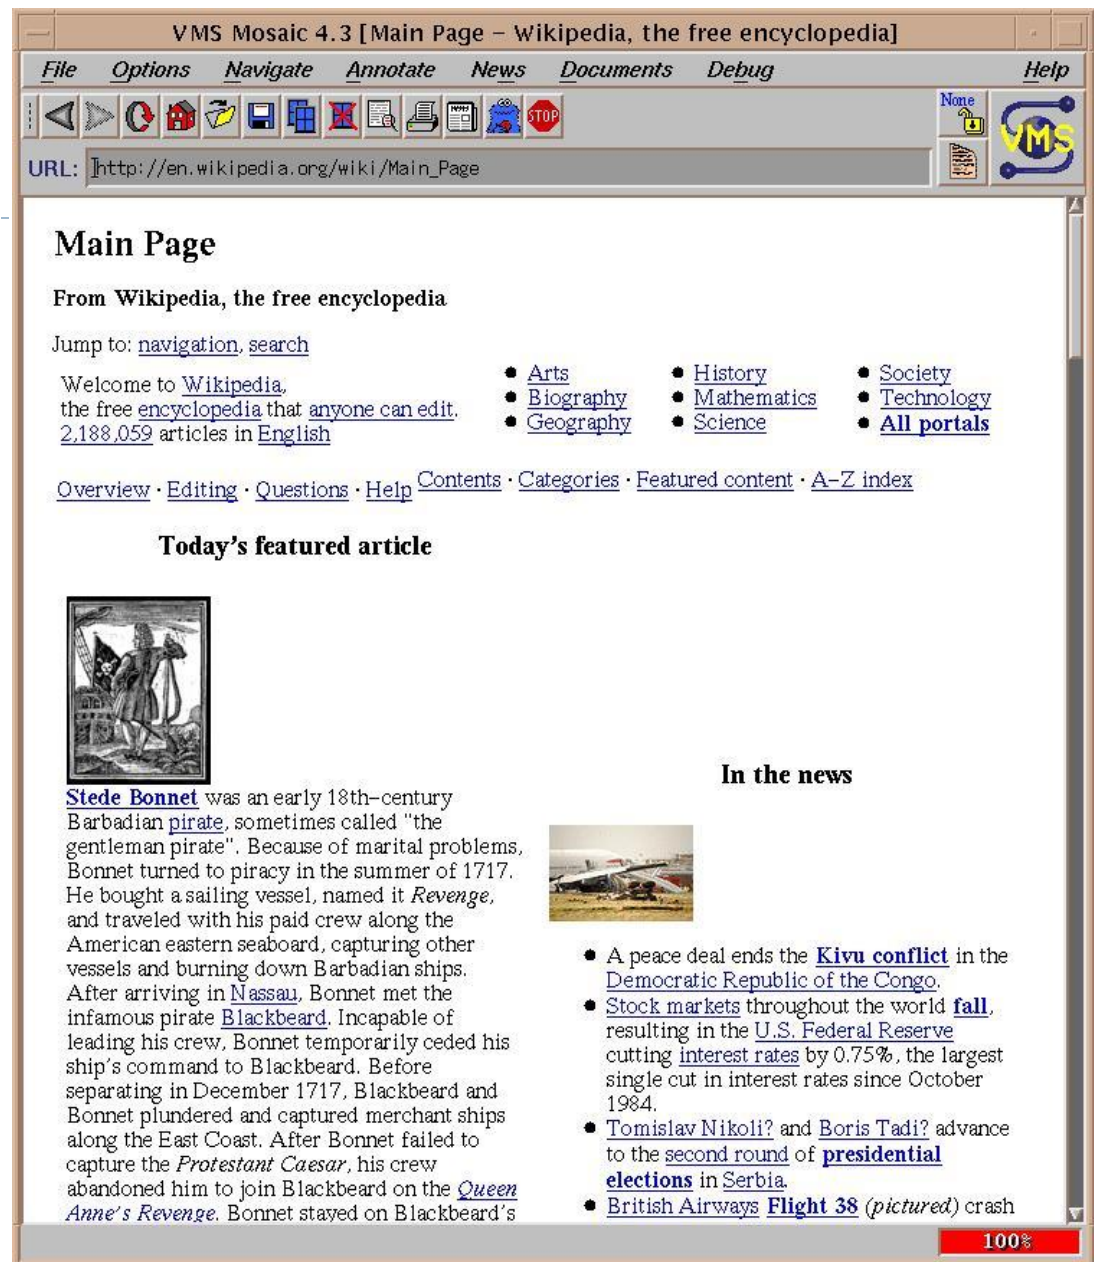 VMS Mosaic 4.3 [Main Page – Wikipedia, the free encyclopedia]
File Options Navigate Annotate News Documents Debug Help
STOP
None
VMS
URL: http://en.wikipedia.org/wiki/Main_Page
Main Page
From Wikipedia, the free encyclopedia
Jump to: navigation, search
Welcome to Wikipedia,
the free encyclopedia that anyone can edit.
2,188,059 articles in English
• Arts
• Biography
• Geography
• History
• Mathematics
• Science
• Society
• Technology
• All portals
Overview · Editing · Questions · Help
Contents · Categories · Featured content · A–Z index
Today's featured article
Stede Bonnet was an early 18th–century
Barbadian pirate, sometimes called "the
gentleman pirate". Because of marital problems,
Bonnet turned to piracy in the summer of 1717.
He bought a sailing vessel, named it Revenge,
and traveled with his paid crew along the
American eastern seaboard, capturing other
vessels and burning down Barbadian ships.
After arriving in Nassau, Bonnet met the
infamous pirate Blackbeard. Incapable of
leading his crew, Bonnet temporarily ceded his
ship's command to Blackbeard. Before
separating in December 1717, Blackbeard and
Bonnet plundered and captured merchant ships
along the East Coast. After Bonnet failed to
capture the Protestant Caesar, his crew
abandoned him to join Blackbeard on the Queen
Anne's Revenge. Bonnet stayed on Blackbeard's
In the news
• A peace deal ends the Kivu conflict in the
Democratic Republic of the Congo.
• Stock markets throughout the world fall,
resulting in the U.S. Federal Reserve
cutting interest rates by 0.75%, the largest
single cut in interest rates since October
1984.
• Tomislav Nikoli? and Boris Tadi? advance
to the second round of presidential
elections in Serbia.
• British Airways Flight 38 (pictured) crash
100%